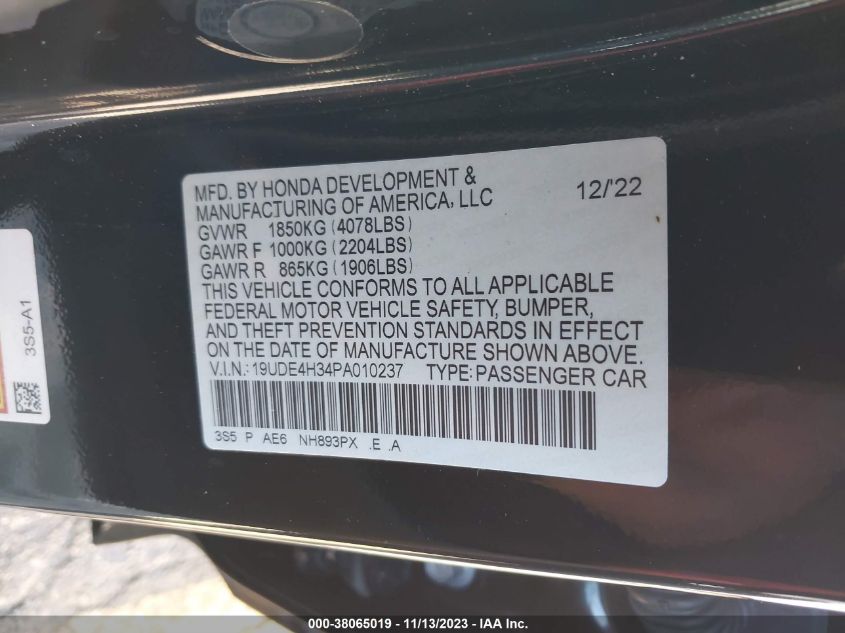 MFD. BY HONDA DEVELOPMENT &
MANUFACTURING OF AMERICA, LLC
12/'22
GVWR 1850KG (4078LBS)
GAWR F 1000KG (2204LBS)
GAWR R 865KG (1906LBS)
THIS VEHICLE CONFORMS TO ALL APPLICABLE
FEDERAL MOTOR VEHICLE SAFETY, BUMPER,
AND THEFT PREVENTION STANDARDS IN EFFECT
ON THE DATE OF MANUFACTURE SHOWN ABOVE.
V.I.N.:19UDE4H34PA010237 TYPE:PASSENGER CAR
3S5 P AE6 NH893PX .E .A
3S5-A1
000-38065019 - 11/13/2023 - IAA Inc.